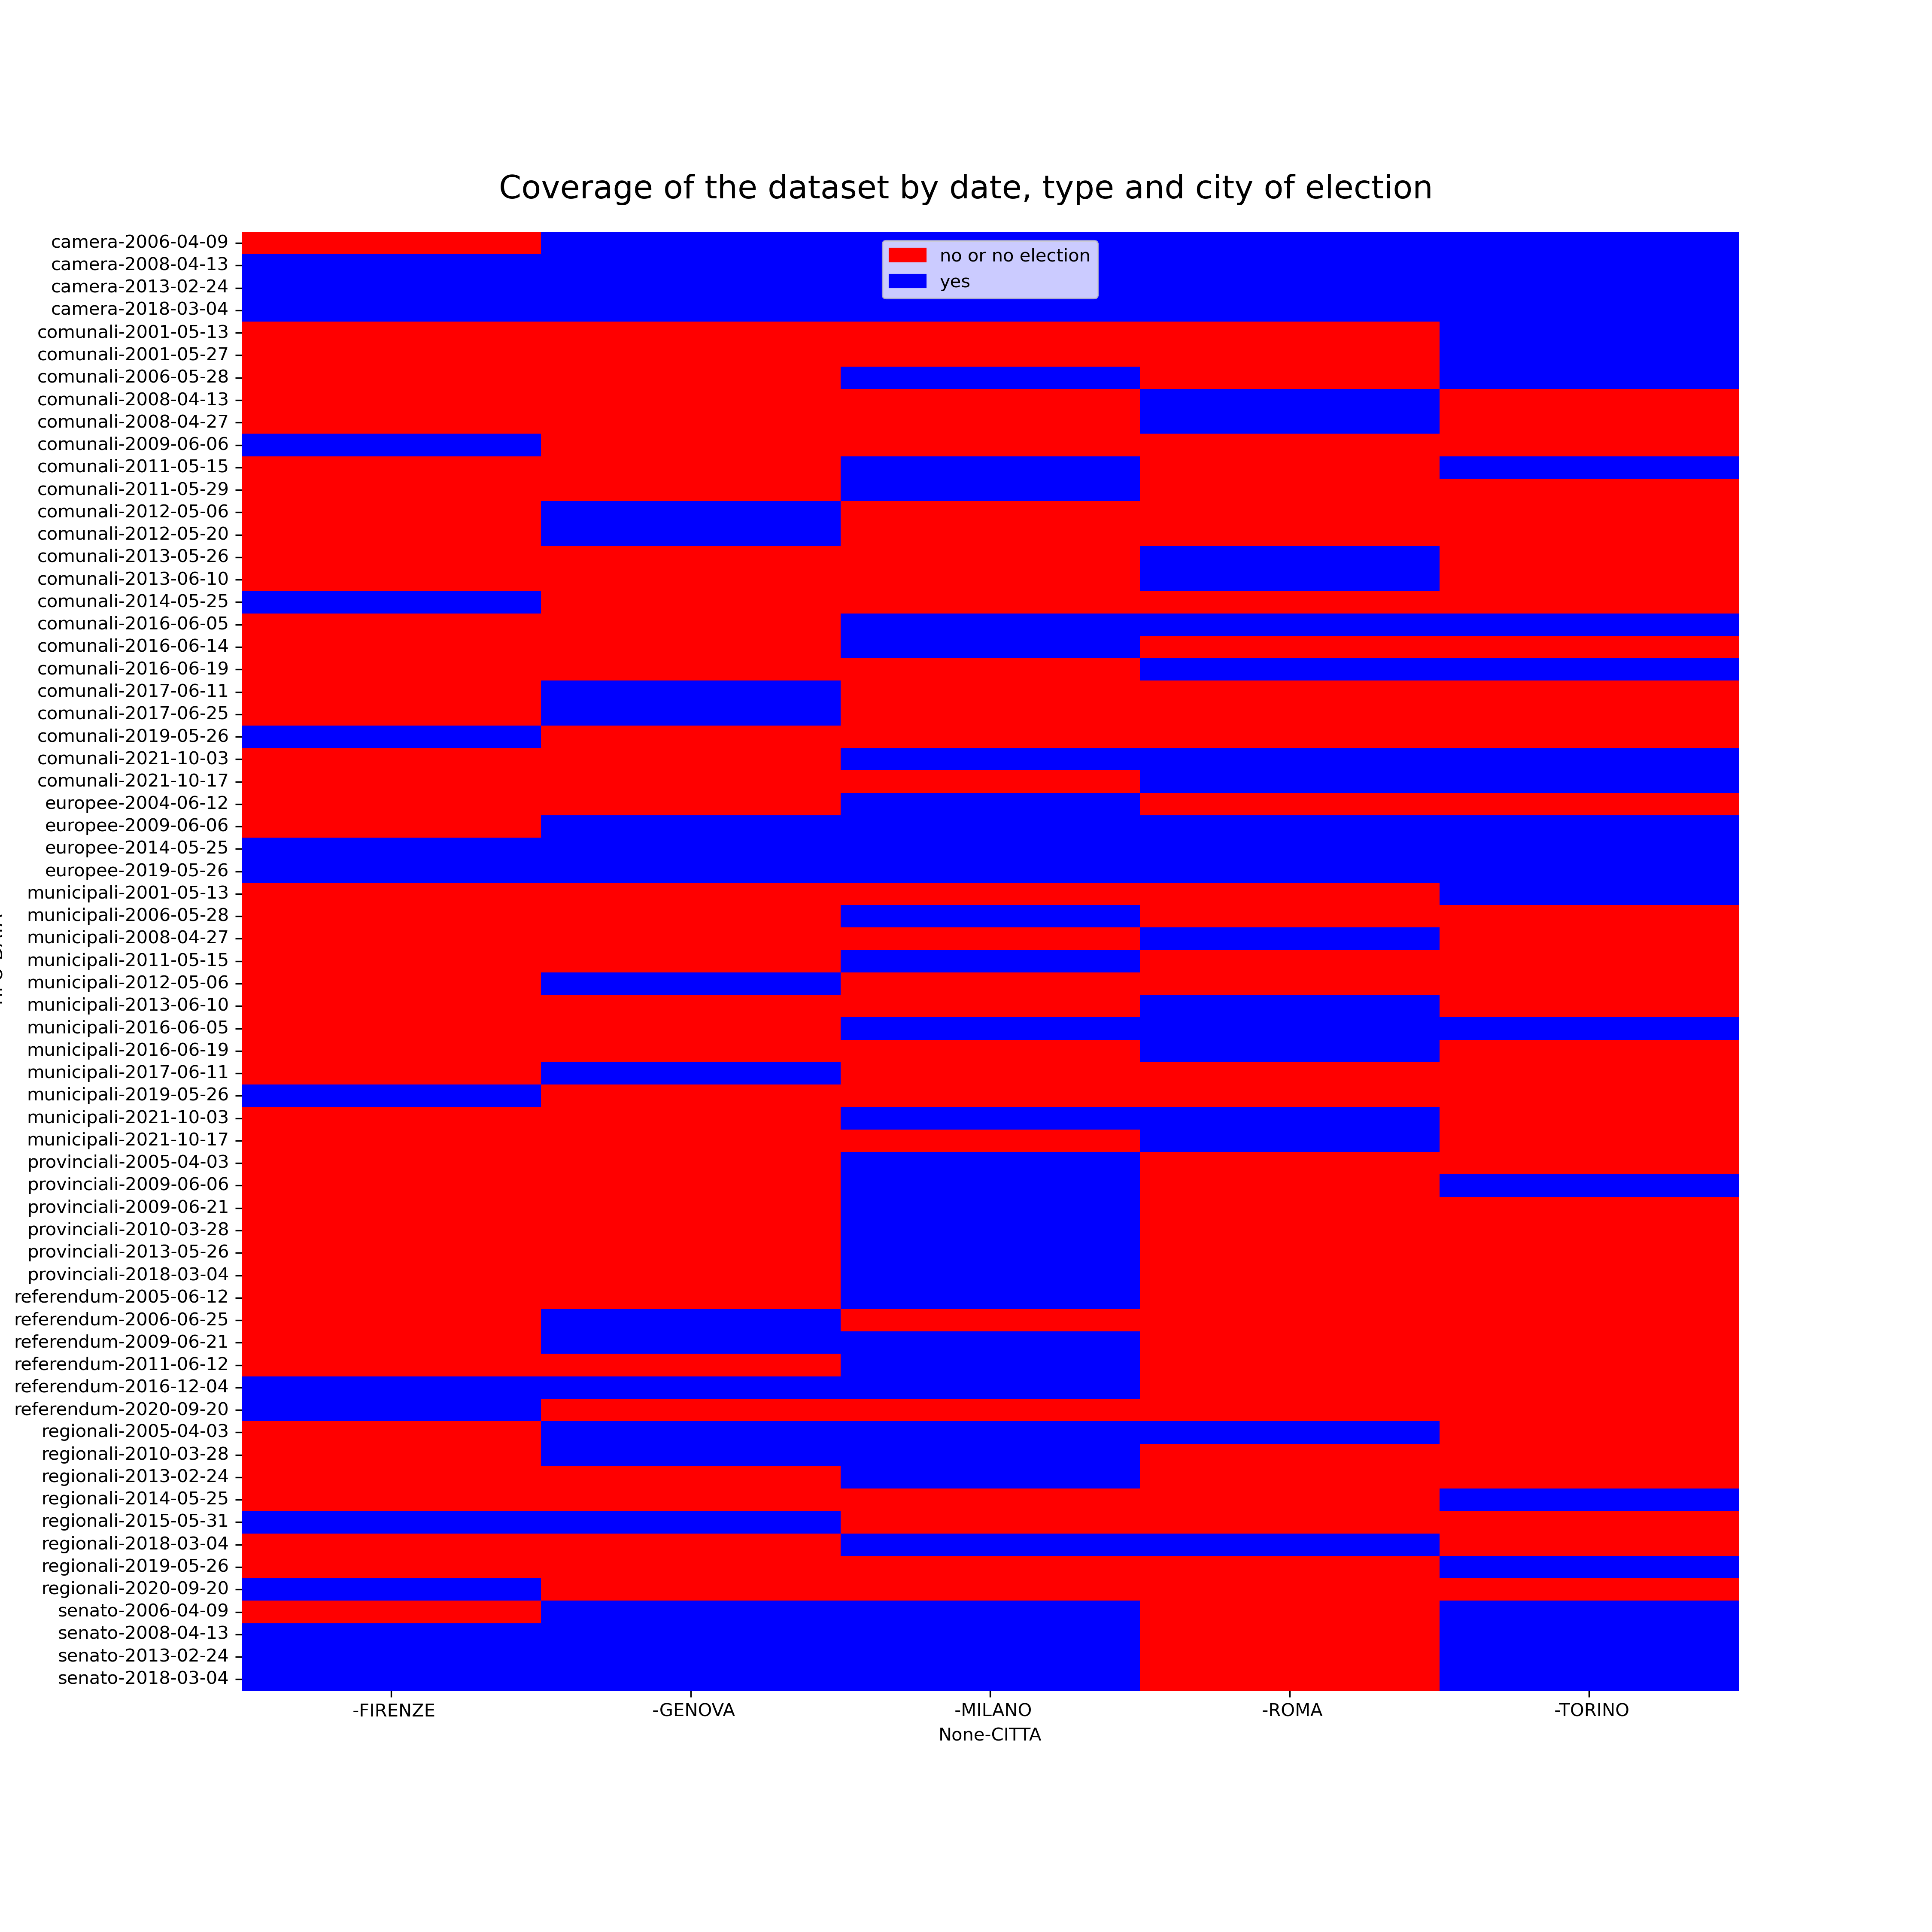 Coverage of the dataset by date, type and city of election
no or no election
yes
camera-2006-04-09
camera-2008-04-13
camera-2013-02-24
camera-2018-03-04
comunali-2001-05-13
comunali-2001-05-27
comunali-2006-05-28
comunali-2008-04-13
comunali-2008-04-27
comunali-2009-06-06
comunali-2011-05-15
comunali-2011-05-29
comunali-2012-05-06
comunali-2012-05-20
comunali-2013-05-26
comunali-2013-06-10
comunali-2014-05-25
comunali-2016-06-05
comunali-2016-06-14
comunali-2016-06-19
comunali-2017-06-11
comunali-2017-06-25
comunali-2019-05-26
comunali-2021-10-03
comunali-2021-10-17
europee-2004-06-12
europee-2009-06-06
europee-2014-05-25
europee-2019-05-26
municipali-2001-05-13
municipali-2006-05-28
municipali-2008-04-27
municipali-2011-05-15
municipali-2012-05-06
municipali-2013-06-10
municipali-2016-06-05
municipali-2016-06-19
municipali-2017-06-11
municipali-2019-05-26
municipali-2021-10-03
municipali-2021-10-17
provinciali-2005-04-03
provinciali-2009-06-06
provinciali-2009-06-21
provinciali-2010-03-28
provinciali-2013-05-26
provinciali-2018-03-04
referendum-2005-06-12
referendum-2006-06-25
referendum-2009-06-21
referendum-2011-06-12
referendum-2016-12-04
referendum-2020-09-20
regionali-2005-04-03
regionali-2010-03-28
regionali-2013-02-24
regionali-2014-05-25
regionali-2015-05-31
regionali-2018-03-04
regionali-2019-05-26
regionali-2020-09-20
senato-2006-04-09
senato-2008-04-13
senato-2013-02-24
senato-2018-03-04
-FIRENZE
-GENOVA
-MILANO
-ROMA
-TORINO
None-CITTA